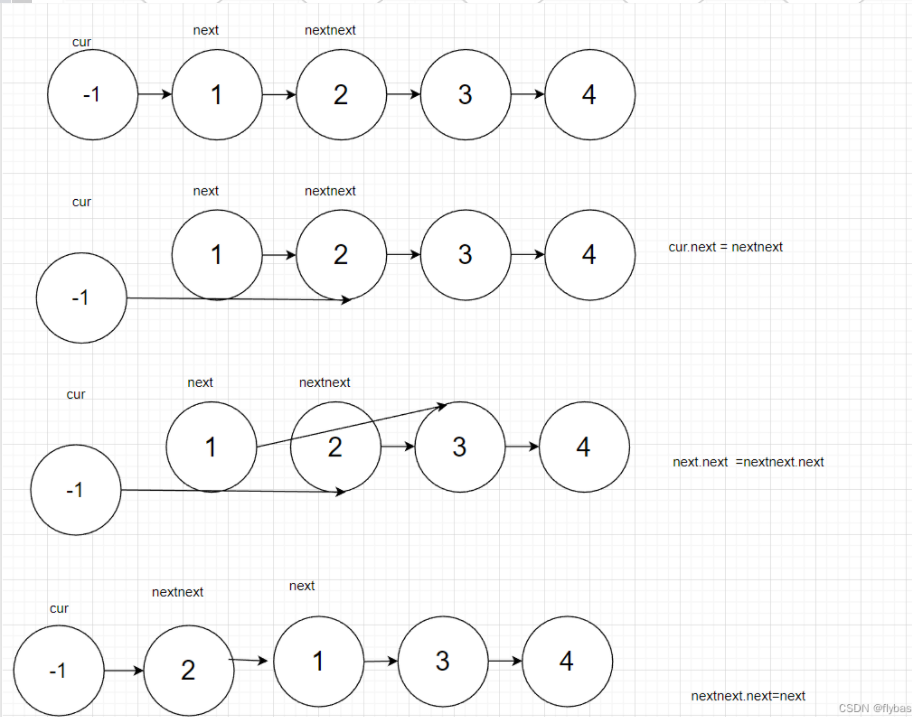 next nextnext
cur
-1 1 2 3 4
next nextnext
cur
1 2 3 4
cur.next = nextnext
-1
next nextnext
cur
1 2 3 4
next.next =nextnext.next
-1
next
nextnext
cur
-1 2 1 3 4
nextnext.next=next
CSDN @flybas